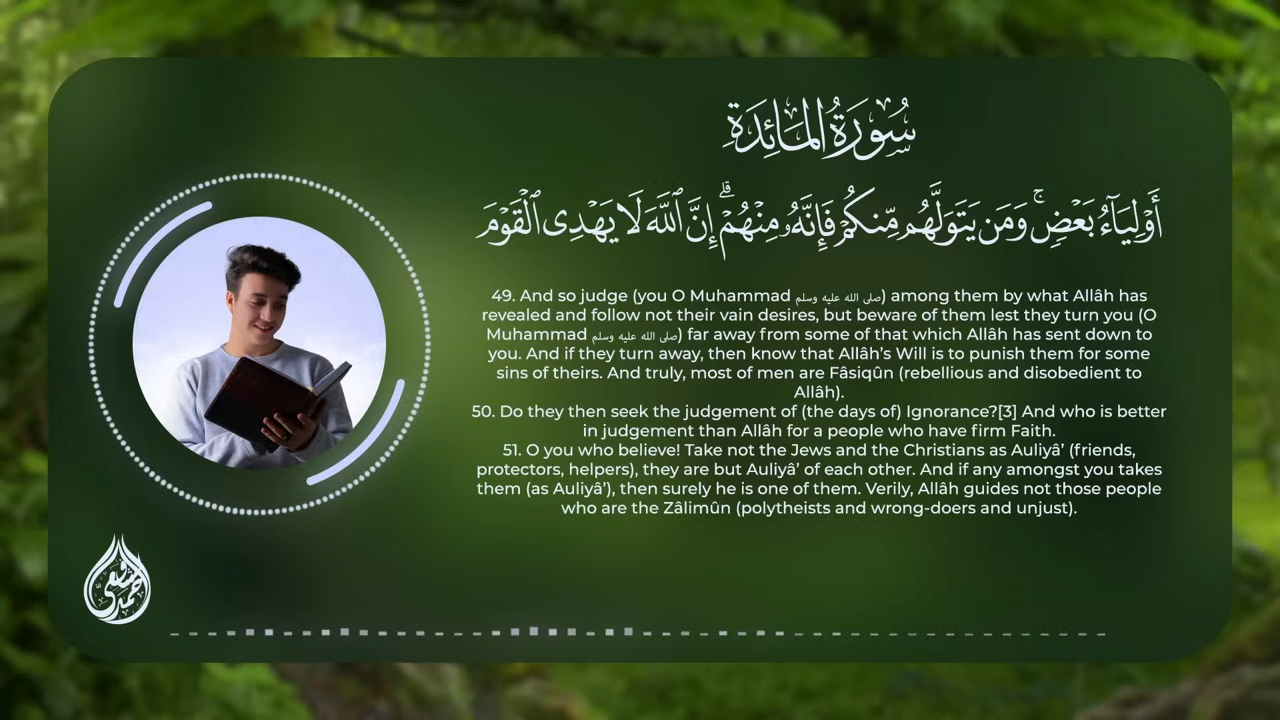 سُورَةُ المَائِدَةِ
أَوْلِيَآءُ بَعْضٍ ۚ وَمَن يَتَوَلَّهُم مِّنكُمْ فَإِنَّهُۥ مِنْهُمْ ۗ إِنَّ ٱللَّهَ لَا يَهْدِى ٱلْقَوْمَ
49. And so judge (you O Muhammad صلى الله عليه وسلم) among them by what Allâh has
revealed and follow not their vain desires, but beware of them lest they turn you (O
Muhammad صلى الله عليه وسلم) far away from some of that which Allâh has sent down to
you. And if they turn away, then know that Allâh’s Will is to punish them for some
sins of theirs. And truly, most of men are Fâsiqûn (rebellious and disobedient to
Allâh).
50. Do they then seek the judgement of (the days of) Ignorance?[3] And who is better
in judgement than Allâh for a people who have firm Faith.
51. O you who believe! Take not the Jews and the Christians as Auliyâ’ (friends,
protectors, helpers), they are but Auliyâ’ of each other. And if any amongst you takes
them (as Auliyâ’), then surely he is one of them. Verily, Allâh guides not those people
who are the Zâlimûn (polytheists and wrong-doers and unjust).